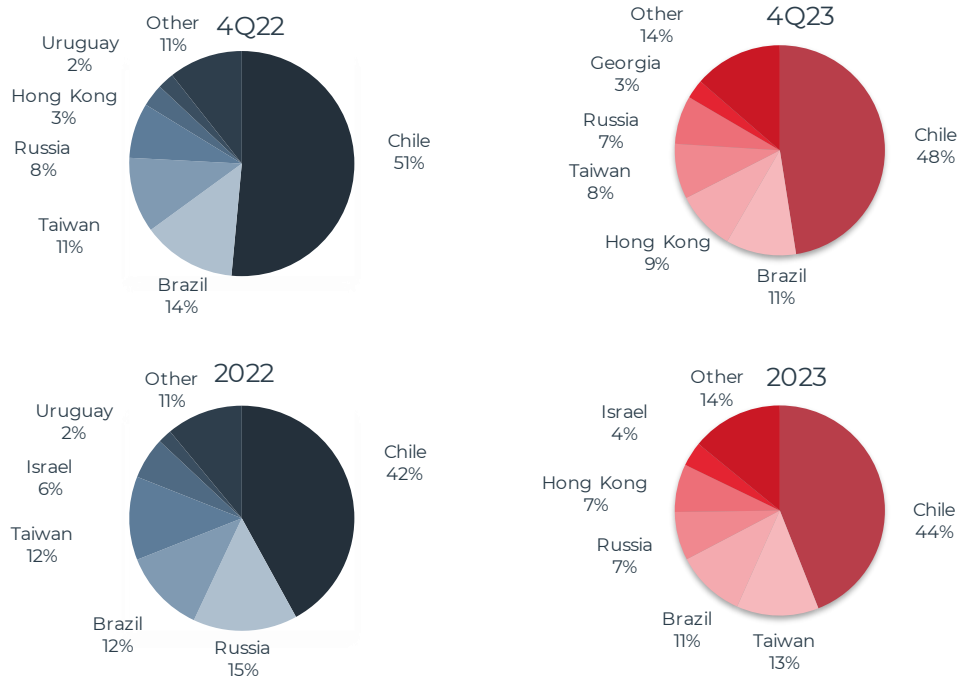 4Q22
Other
11%
Uruguay
2%
Hong Kong
3%
Russia
8%
Taiwan
11%
Brazil
14%
Chile
51%
4Q23
Other
14%
Georgia
3%
Russia
7%
Taiwan
8%
Hong Kong
9%
Brazil
11%
Chile
48%
2022
Other
11%
Uruguay
2%
Israel
6%
Taiwan
12%
Brazil
12%
Russia
15%
Chile
42%
2023
Other
14%
Israel
4%
Hong Kong
7%
Russia
7%
Brazil
11%
Taiwan
13%
Chile
44%